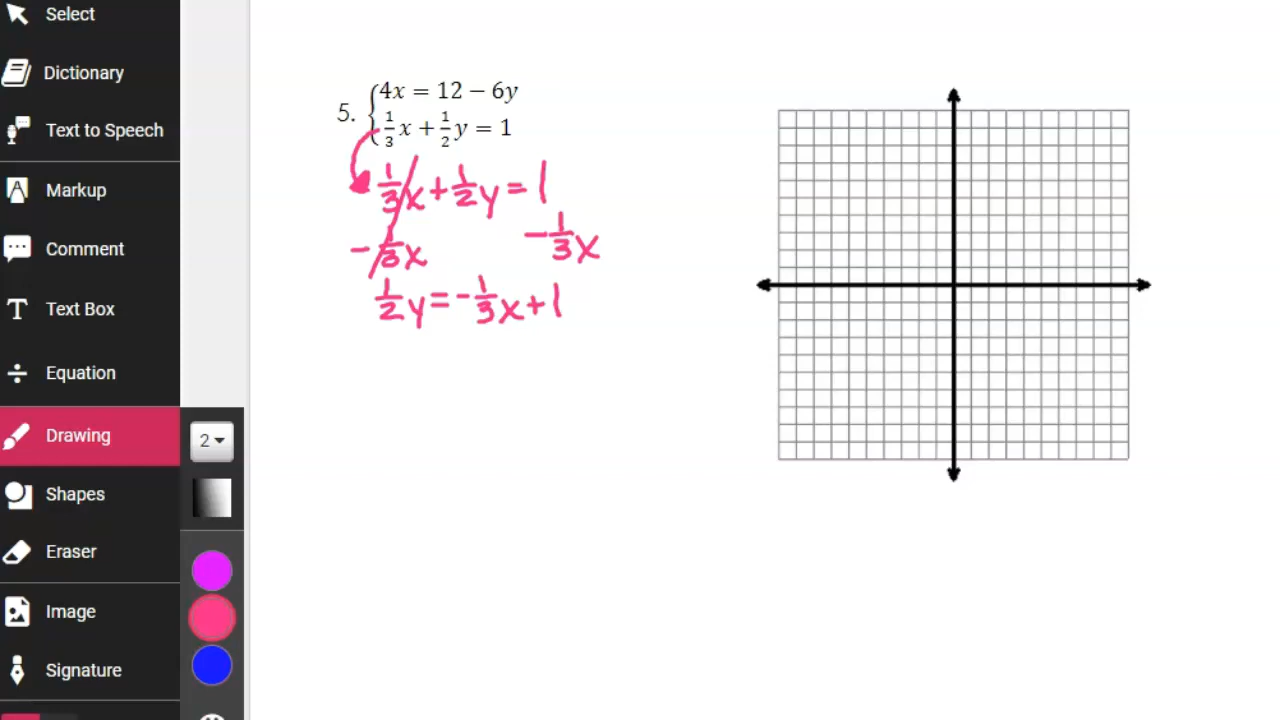 Select
Dictionary
Text to Speech
Markup
Comment
Text Box
Equation
Drawing
Shapes
Eraser
Image
Signature
2
5. {4x = 12 − 6y
1/3 x + 1/2 y = 1
1/3 x + 1/2 y = 1
− 1/3 x − 1/3 x
1/2 y = − 1/3 x + 1